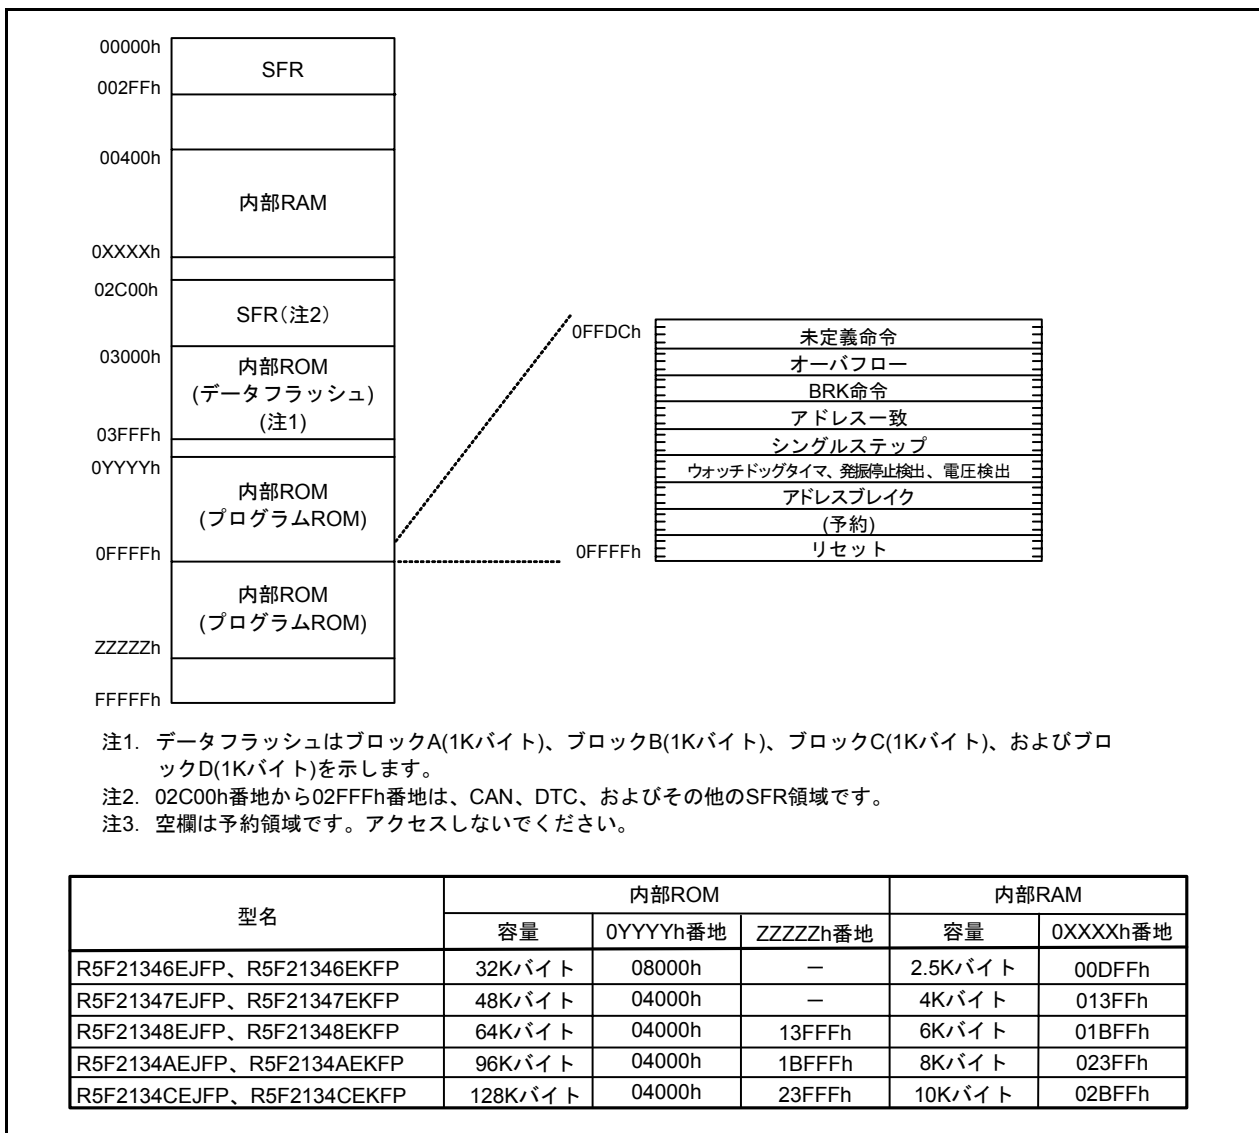 00000h
SFR
002FFh
00400h
内部RAM
0XXXXh
02C00h
SFR(注2)
03000h
内部ROM
(データフラッシュ)
(注1)
03FFFh
0YYYYh
内部ROM
(プログラムROM)
0FFFFh
内部ROM
(プログラムROM)
ZZZZZh
FFFFFh
0FFDCh
未定義命令
オーバフロー
BRK命令
アドレス一致
シングルステップ
ウォッチドッグタイマ、発振停止検出、電圧検出
アドレスブレイク
(予約)
0FFFFh リセット
注1. データフラッシュはブロックA(1Kバイト)、ブロックB(1Kバイト)、ブロックC(1Kバイト)、およびブロ
ックD(1Kバイト)を示します。
注2. 02C00h番地から02FFFh番地は、CAN、DTC、およびその他のSFR領域です。
注3. 空欄は予約領域です。アクセスしないでください。
型名 内部ROM 内部RAM
容量 0YYYYh番地 ZZZZZh番地 容量 0XXXXh番地
R5F21346EJFP、R5F21346EKFP 32Kバイト 08000h － 2.5Kバイト 00DFFh
R5F21347EJFP、R5F21347EKFP 48Kバイト 04000h － 4Kバイト 013FFh
R5F21348EJFP、R5F21348EKFP 64Kバイト 04000h 13FFFh 6Kバイト 01BFFh
R5F2134AEJFP、R5F2134AEKFP 96Kバイト 04000h 1BFFFh 8Kバイト 023FFh
R5F2134CEJFP、R5F2134CEKFP 128Kバイト 04000h 23FFFh 10Kバイト 02BFFh